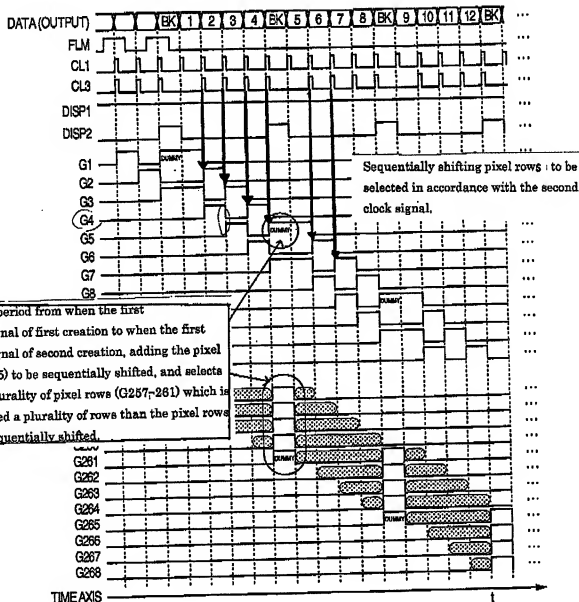 DATA(OUTPUT) BK 1 2 3 4 BK 5 6 7 8 BK 9 10 11 12 BK ...
FLM ...
CL1 ...
CL3 ...
DISP1 ...
DISP2 ...
G1 DUMMY
G2
G3
G4
G5 DUMMY
G6
G7
G8 DUMMY
Sequentially shifting pixel rows to be
selected in accordance with the second
clock signal,
period from when the first
nal of first creation to when the first
nal of second creation, adding the pixel
5) to be sequentially shifted, and selects
urality of pixel rows (G257-261) which is
ed a plurality of rows than the pixel rows
quentially shifted.
DUMMY
G261
G262
G263
G264
G265 DUMMY
G266
G267
G268
TIME AXIS t